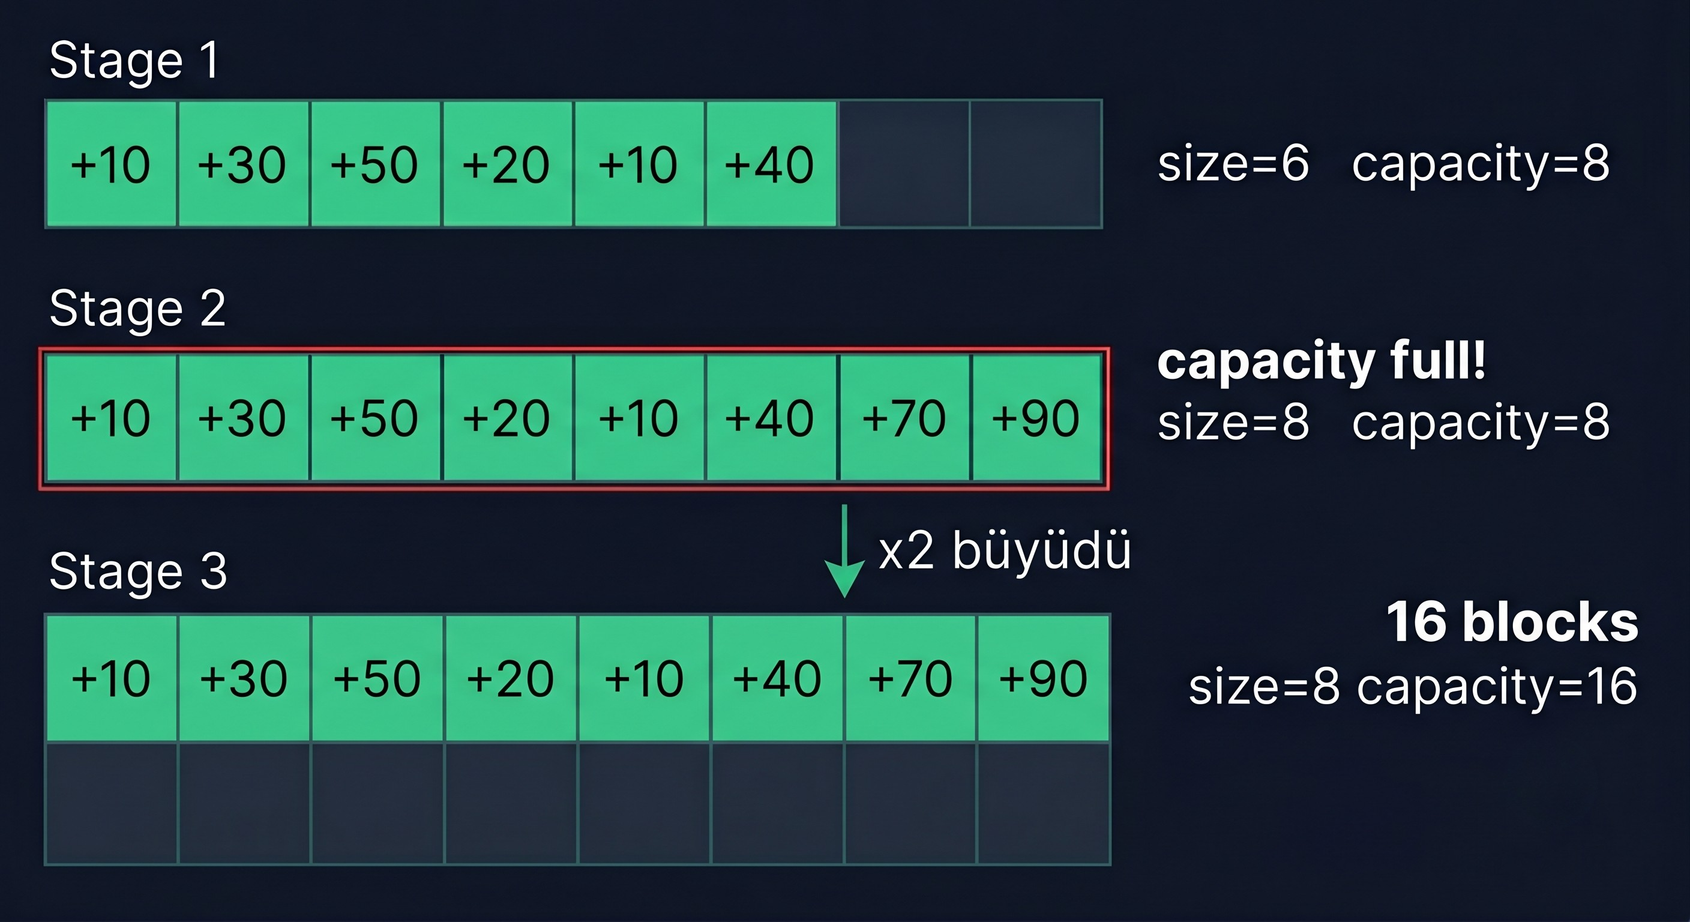 Stage 1
+10 +30 +50 +20 +10 +40
size=6 capacity=8
Stage 2
+10 +30 +50 +20 +10 +40 +70 +90
capacity full!
size=8 capacity=8
x2 büyüdü
Stage 3
+10 +30 +50 +20 +10 +40 +70 +90
16 blocks
size=8 capacity=16